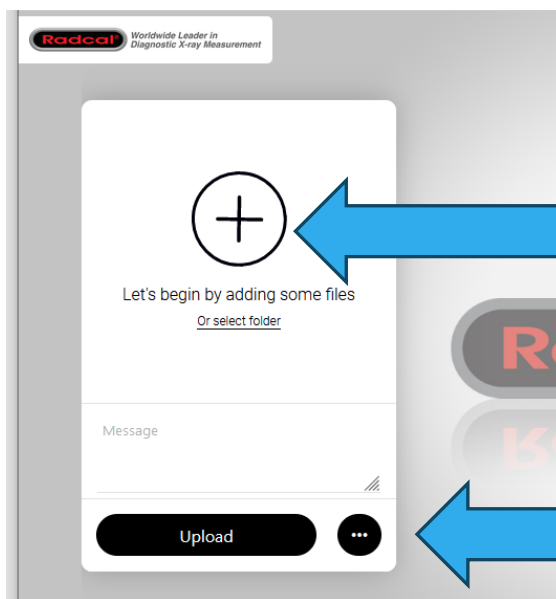 Radcal®
Worldwide Leader in
Diagnostic X-ray Measurement
Let's begin by adding some files
Or select folder
Message
Upload